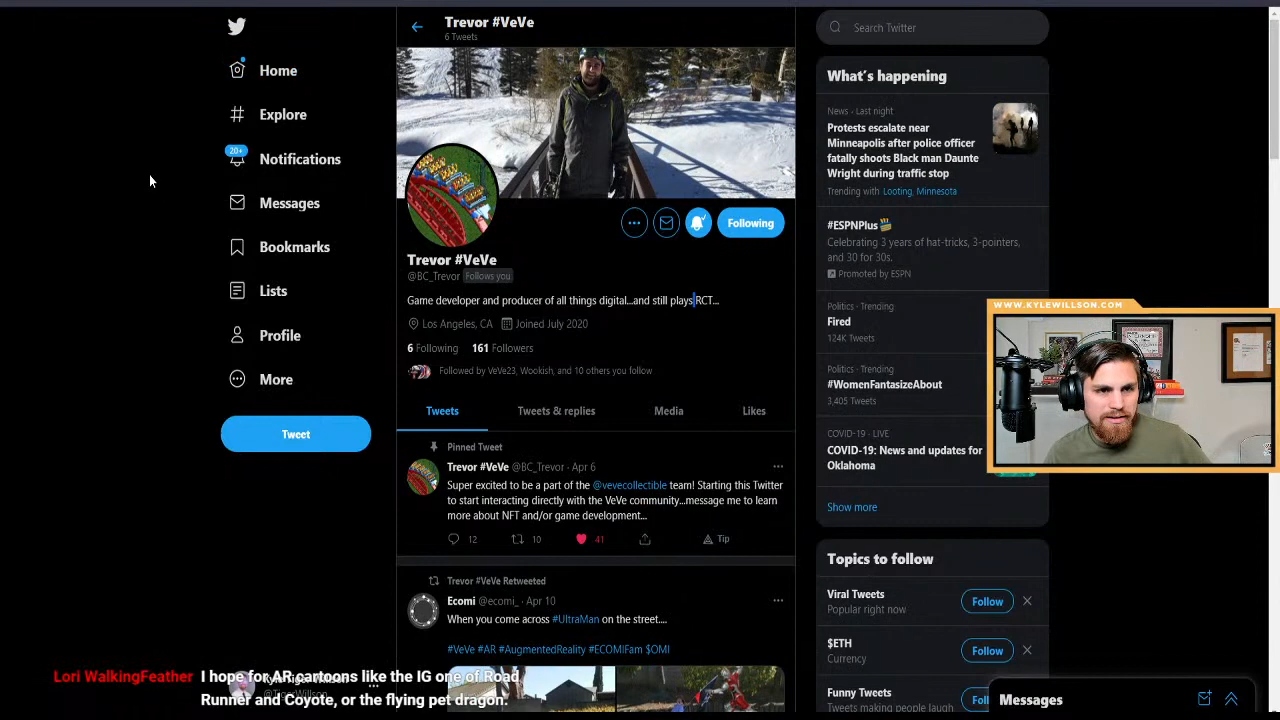 Trevor #VeVe
6 Tweets
Home
Explore
20+
Notifications
Messages
Bookmarks
Lists
Profile
More
Tweet
Following
Trevor #VeVe
@BC_Trevor Follows you
Game developer and producer of all things digital...and still plays RCT...
Los Angeles, CA Joined July 2020
6 Following 161 Followers
Followed by VeVe23, Wookish, and 10 others you follow
Tweets Tweets & replies Media Likes
Pinned Tweet
Trevor #VeVe @BC_Trevor · Apr 6
Super excited to be a part of the @vevecollectible team! Starting this Twitter
to start interacting directly with the VeVe community...message me to learn
more about NFT and/or game development...
12 10 41 Tip
Trevor #VeVe Retweeted
Ecomi @ecomi_ · Apr 10
When you come across #UltraMan on the street....
#VeVe #AR #AugmentedReality #ECOMIFam $OMI
Search Twitter
What's happening
News · Last night
Protests escalate near
Minneapolis after police officer
fatally shoots Black man Daunte
Wright during traffic stop
Trending with Looting, Minnesota
#ESPNPlus
Celebrating 3 years of hat-tricks, 3-pointers,
and 30 for 30s.
Promoted by ESPN
Politics · Trending
Fired
124K Tweets
Politics · Trending
#WomenFantasizeAbout
3,405 Tweets
COVID-19 · LIVE
COVID-19: News and updates for
Oklahoma
Show more
WWW.KYLEWILLSON.COM
Topics to follow
Viral Tweets
Popular right now
Follow
$ETH
Currency
Follow
Funny Tweets
Tweets making people laugh
Messages
Lori WalkingFeather I hope for AR cartoons like the IG one of Road
Runner and Coyote, or the flying pet dragon.